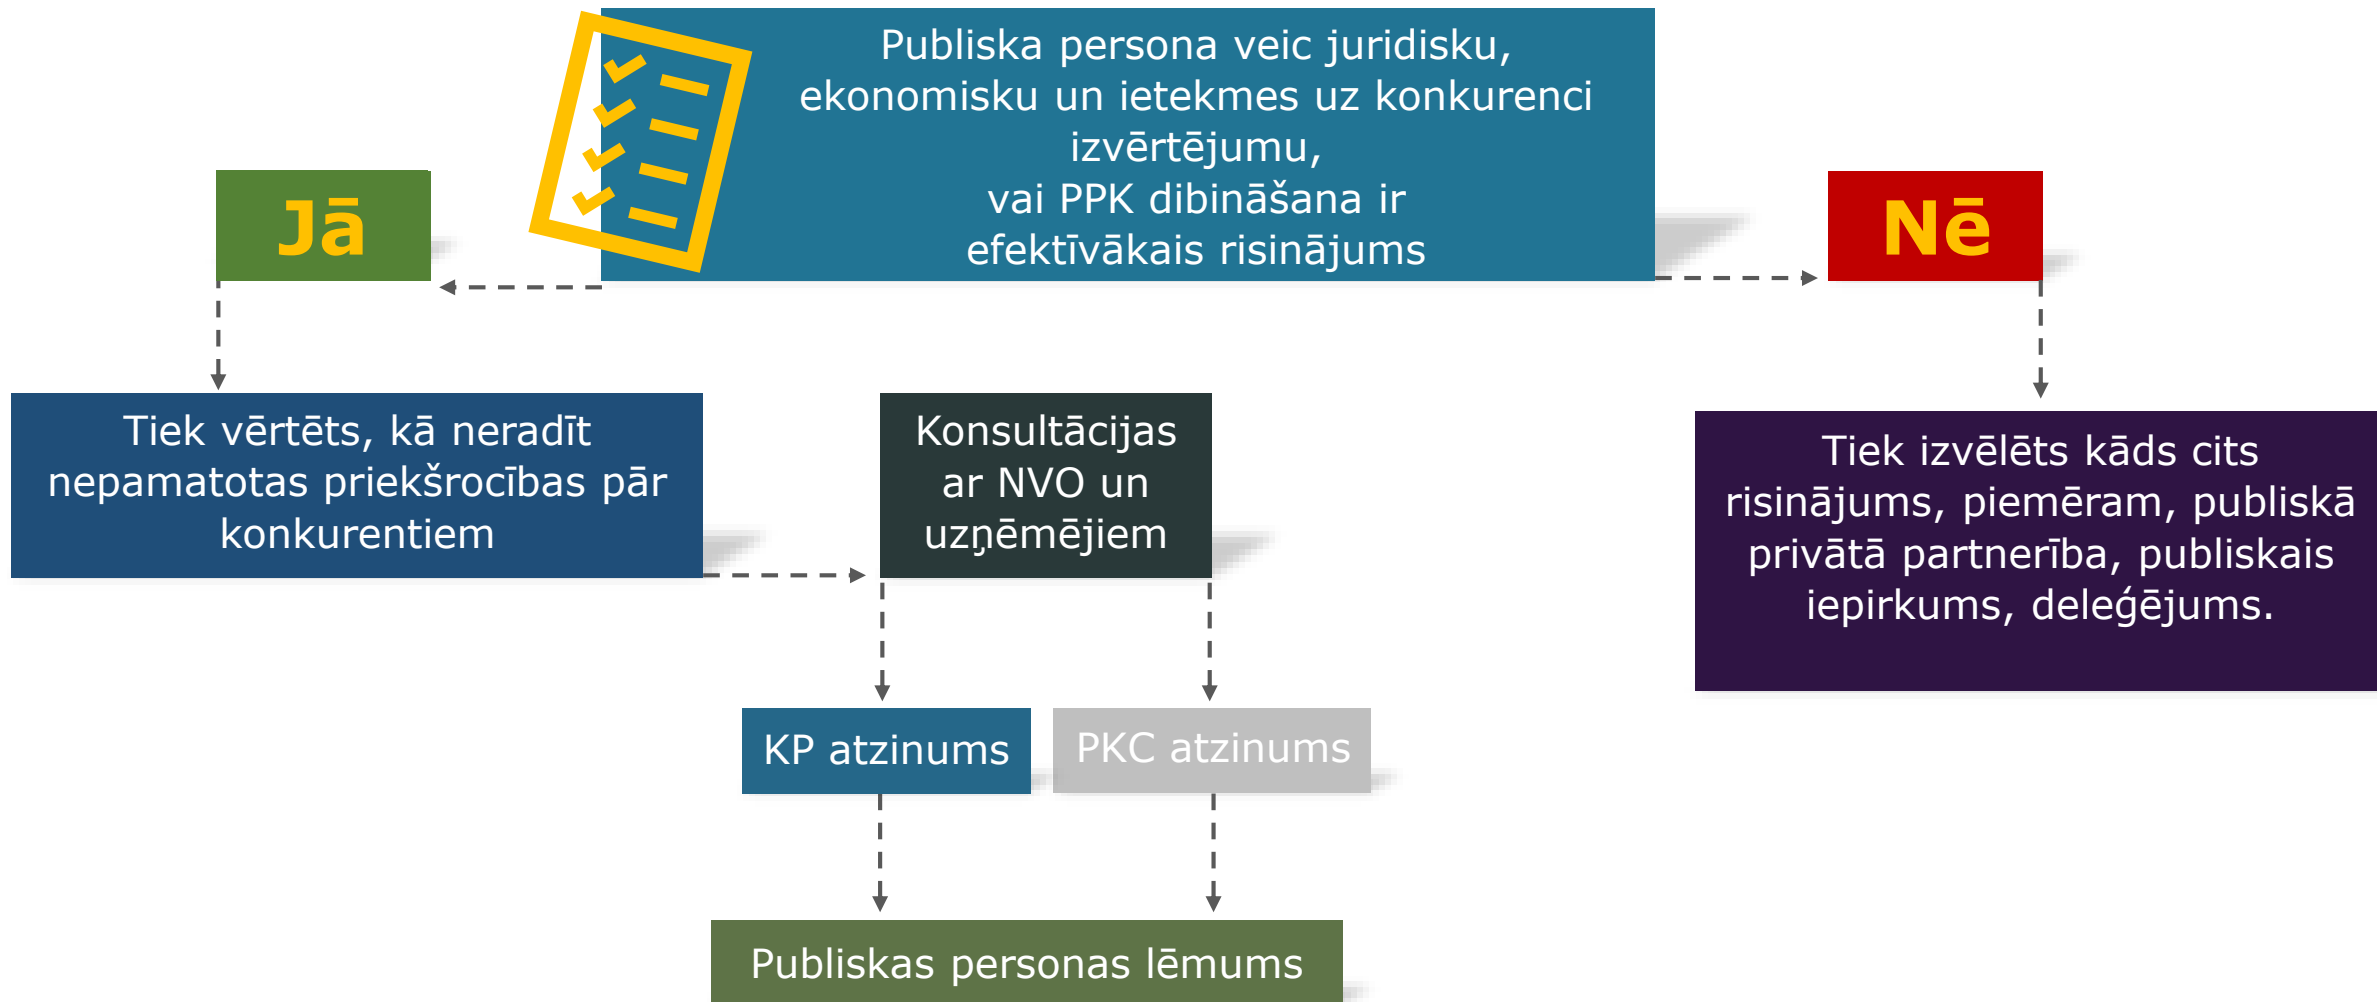 Publiska persona veic juridisku,
ekonomisku un ietekmes uz konkurenci
izvērtējumu,
vai PPK dibināšana ir
efektīvākais risinājums
Jā
Nē
Tiek vērtēts, kā neradīt
nepamatotas priekšrocības pār
konkurentiem
Konsultācijas
ar NVO un
uzņēmējiem
Tiek izvēlēts kāds cits
risinājums, piemēram, publiskā
privātā partnerība, publiskais
iepirkums, deleģējums.
KP atzinums
PKC atzinums
Publiskas personas lēmums